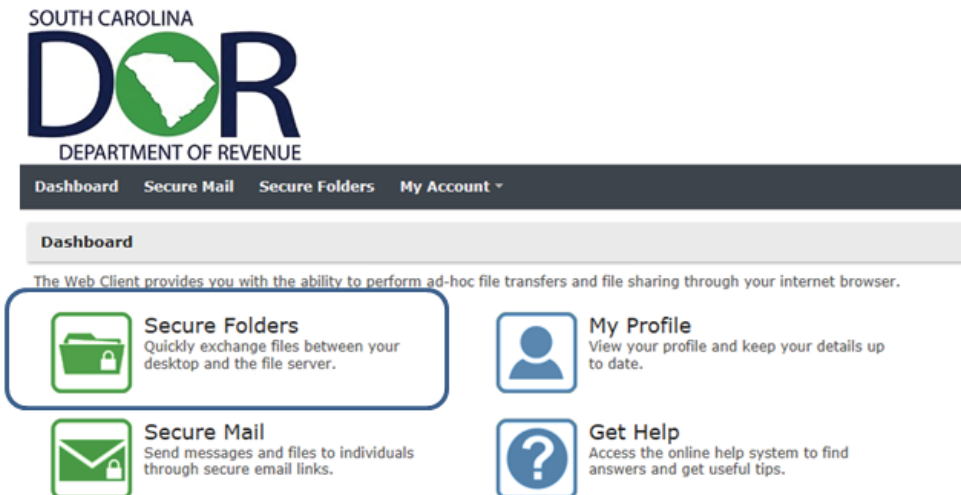 SOUTH CAROLINA
DOR
DEPARTMENT OF REVENUE
Dashboard Secure Mail Secure Folders My Account
Dashboard
The Web Client provides you with the ability to perform ad-hoc file transfers and file sharing through your internet browser.
Secure Folders
Quickly exchange files between your
desktop and the file server.
My Profile
View your profile and keep your details up
to date.
Secure Mail
Send messages and files to individuals
through secure email links.
Get Help
Access the online help system to find
answers and get useful tips.